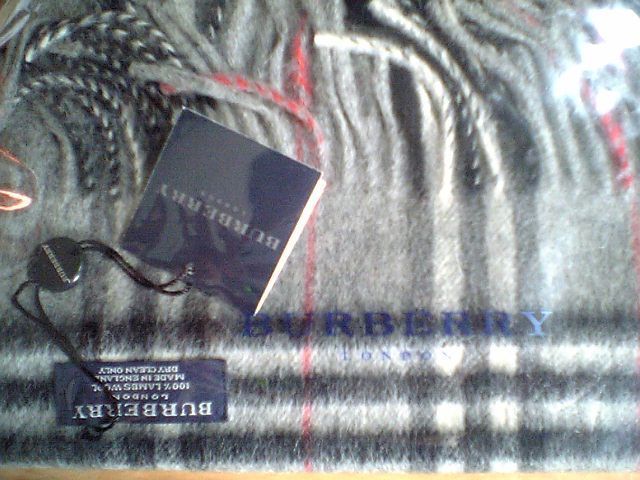 BURBERRY
LONDON
BURBERRY
LONDON
BURBERRY
LONDON
100% LAMBSWOOL
MADE IN ENGLAND
DRY CLEAN ONLY